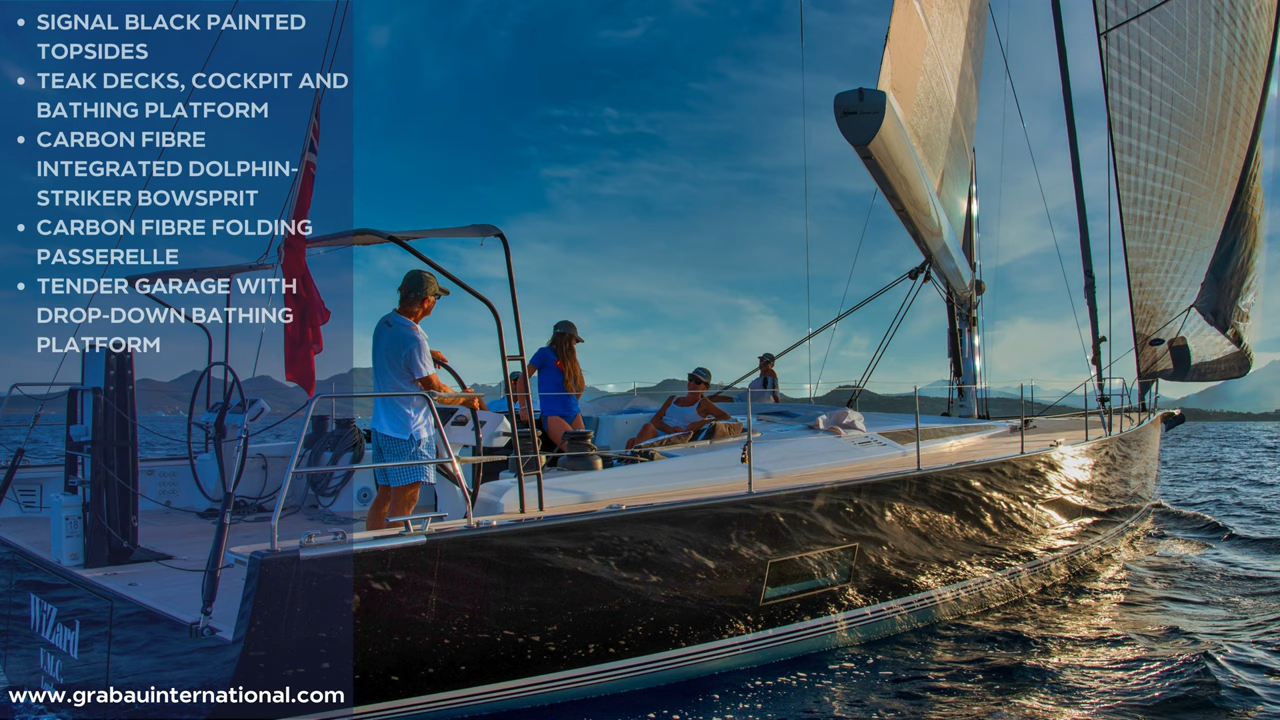 • SIGNAL BLACK PAINTED
TOPSIDES
• TEAK DECKS, COCKPIT AND
BATHING PLATFORM
• CARBON FIBRE
INTEGRATED DOLPHIN-
STRIKER BOWSPRIT
• CARBON FIBRE FOLDING
PASSERELLE
• TENDER GARAGE WITH
DROP-DOWN BATHING
PLATFORM
WiZard
V.M.C.
www.grabauinternational.com